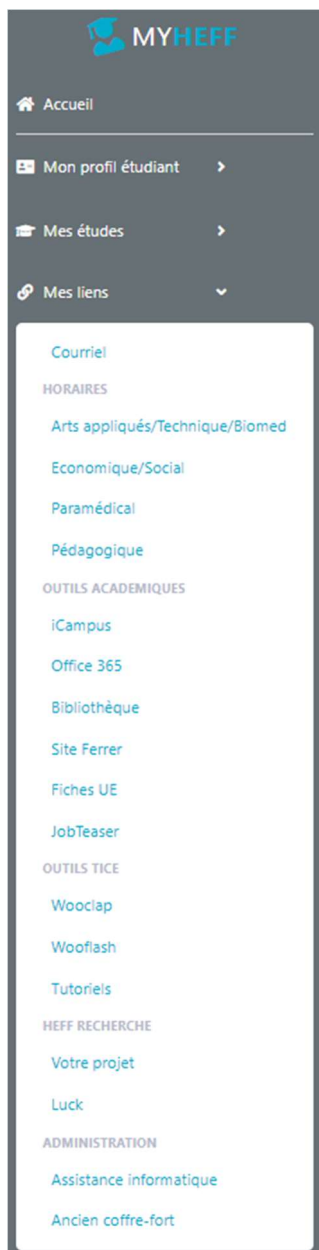 MYHEFF
Accueil
Mon profil étudiant
Mes études
Mes liens
Courriel
HORAIRES
Arts appliqués/Technique/Biomed
Economique/Social
Paramédical
Pédagogique
OUTILS ACADEMIQUES
iCampus
Office 365
Bibliothèque
Site Ferrer
Fiches UE
JobTeaser
OUTILS TICE
Wooclap
Wooflash
Tutoriels
HEFF RECHERCHE
Votre projet
Luck
ADMINISTRATION
Assistance informatique
Ancien coffre-fort